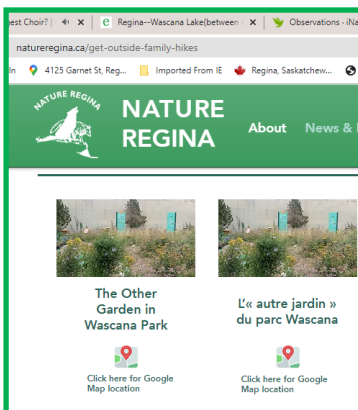 est Choir? | Regina--Wascana Lake(between Observations · iNa
natureregina.ca/get-outside-family-hikes
In 4125 Garnet St, Reg... Imported From IE Regina, Saskatchew...
NATURE REGINA
NATURE
REGINA
About News &
The Other
Garden in
Wascana Park
L'« autre jardin »
du parc Wascana
Click here for Google
Map location
Click here for Google
Map location